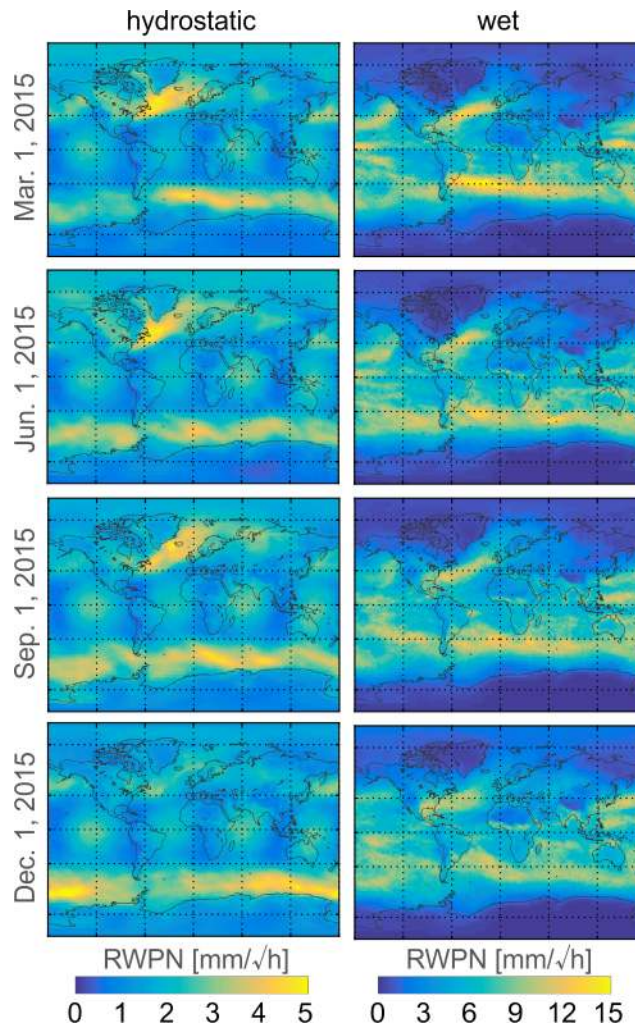 hydrostatic wet
Mar. 1, 2015
Jun. 1, 2015
Sep. 1, 2015
Dec. 1, 2015
RWPN [mm/√h] RWPN [mm/√h]
0 1 2 3 4 5 0 3 6 9 12 15